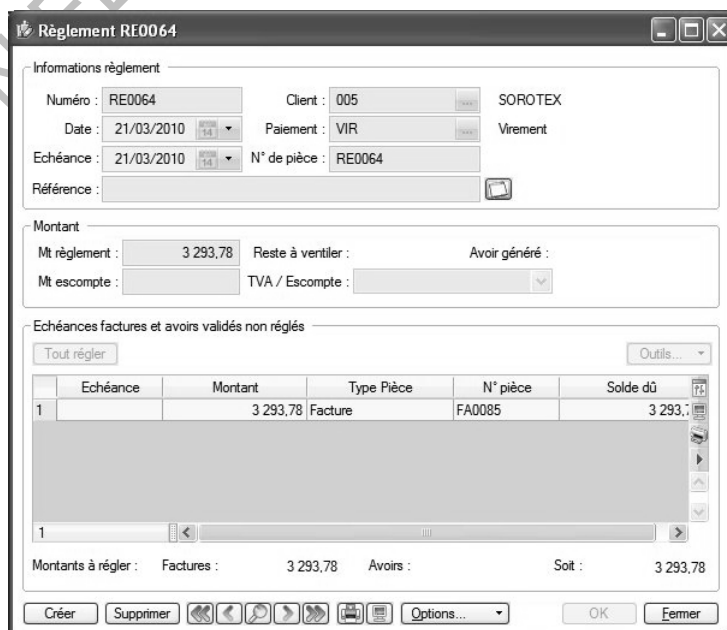 Règlement RE0064
Informations règlement
Numéro : RE0064 Client : 005 ... SOROTEX
Date : 21/03/2010 14 Paiement : VIR ... Virement
Echéance : 21/03/2010 14 N° de pièce : RE0064
Référence :
Montant
Mt règlement : 3 293,78 Reste à ventiler : Avoir généré :
Mt escompte : TVA / Escompte :
Echéances factures et avoirs validés non réglés
Tout régler Outils...
Echéance Montant Type Pièce N° pièce Solde dû
1 3 293,78 Facture FA0085 3 293,
1
Montants à régler : Factures : 3 293,78 Avoirs : Soit : 3 293,78
Créer Supprimer Options... OK Fermer